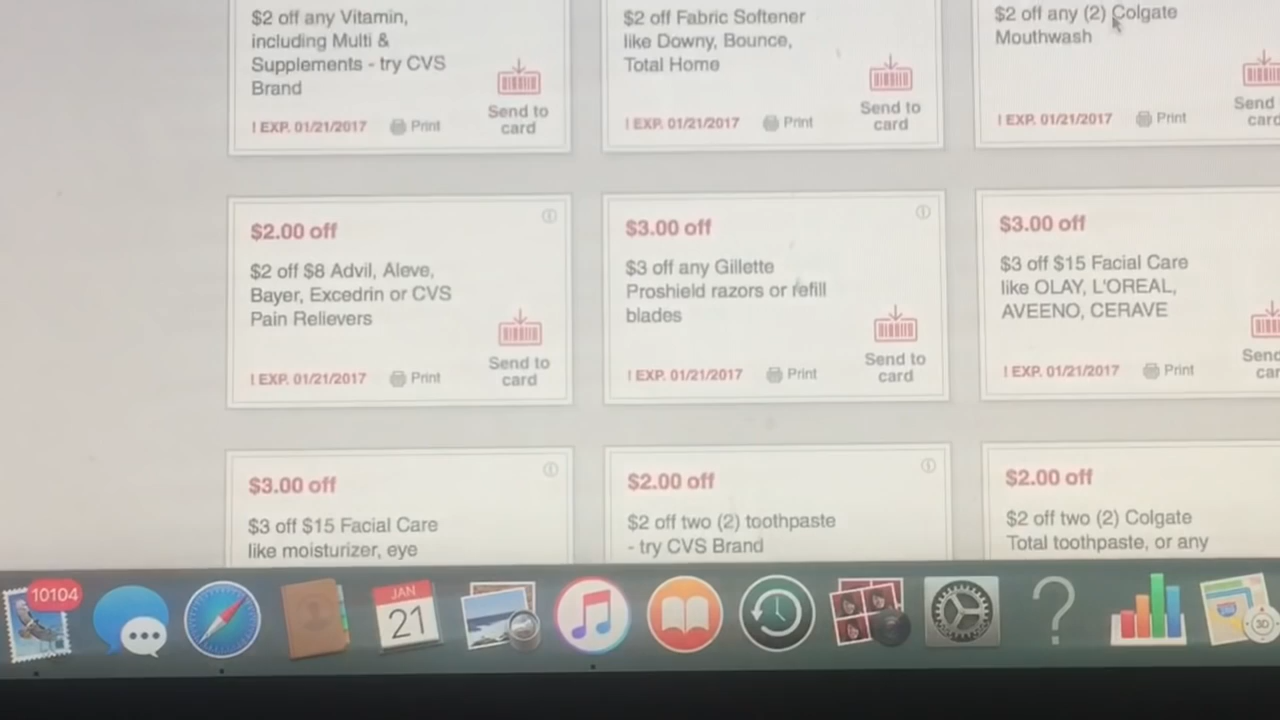 $2 off any Vitamin,
including Multi &
Supplements - try CVS
Brand
! EXP. 01/21/2017
Print
Send to
card
$2 off Fabric Softener
like Downy, Bounce,
Total Home
! EXP. 01/21/2017
Print
Send to
card
$2 off any (2) Colgate
Mouthwash
! EXP. 01/21/2017
Print
Send
card
$2.00 off
$2 off $8 Advil, Aleve,
Bayer, Excedrin or CVS
Pain Relievers
! EXP. 01/21/2017
Print
Send to
card
$3.00 off
$3 off any Gillette
Proshield razors or refill
blades
! EXP. 01/21/2017
Print
Send to
card
$3.00 off
$3 off $15 Facial Care
like OLAY, L'OREAL,
AVEENO, CERAVE
! EXP. 01/21/2017
Print
Send
car
$3.00 off
$3 off $15 Facial Care
like moisturizer, eye
$2.00 off
$2 off two (2) toothpaste
- try CVS Brand
$2.00 off
$2 off two (2) Colgate
Total toothpaste, or any
10104
JAN
21
?
3D